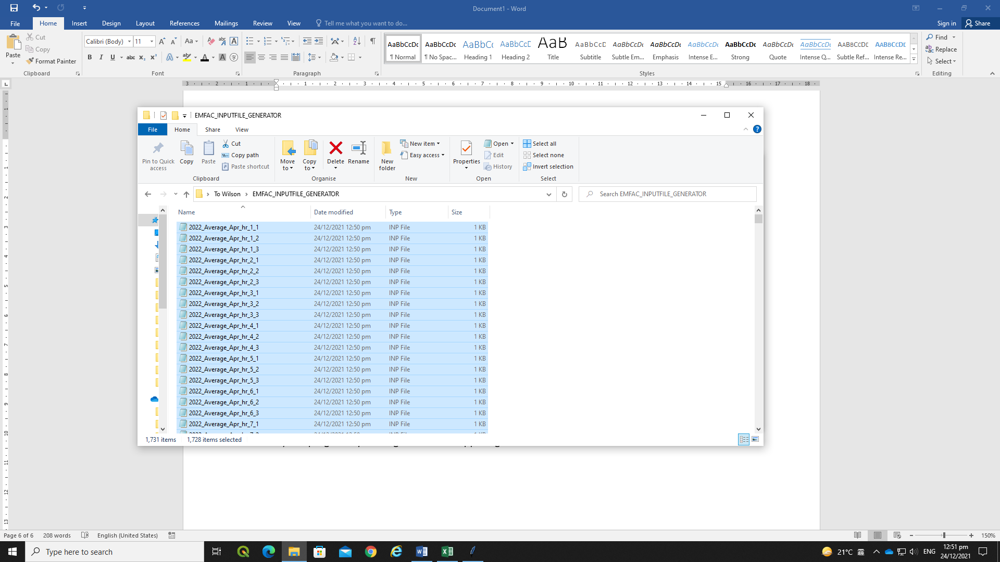 Document1 - Word
File Home Insert Design Layout References Mailings Review View Tell me what you want to do... Sign in Share
Paste Cut Copy Format Painter Clipboard
Calibri (Body) 11 Aa A
B I U abc x₂ x² A ab A A Font
Paragraph
AaBbCcDc AaBbCcDc AaBbCc AaBbCcD AaB AaBbCcD AaBbCcDc AaBbCcDc AaBbCcDc AaBbCcDc AaBbCcDc AaBbCcDc AABBCCDE AABBCCDE
¶ Normal ¶ No Spac... Heading 1 Heading 2 Title Subtitle Subtle Em... Emphasis Intense E... Strong Quote Intense Q... Subtle Ref... Intense Re...
Styles
Find
Replace
Select
Editing
3 2 1 1 2 3 4 5 6 7 8 9 10 11 12 13 14 15 16 17 18
EMFAC_INPUTFILE_GENERATOR
File Home Share View
Pin to Quick access
Copy
Paste
Cut
Copy path
Paste shortcut
Clipboard
Move to
Copy to
Delete
Rename
Organise
New folder
New item
Easy access
New
Properties
Open
Edit
History
Open
Select all
Select none
Invert selection
Select
To Wilson EMFAC_INPUTFILE_GENERATOR Search EMFAC_INPUTFILE_GENERATOR
Name Date modified Type Size
2022_Average_Apr_hr_1_1 24/12/2021 12:50 pm INP File 1 KB
2022_Average_Apr_hr_1_2 24/12/2021 12:50 pm INP File 1 KB
2022_Average_Apr_hr_1_3 24/12/2021 12:50 pm INP File 1 KB
2022_Average_Apr_hr_2_1 24/12/2021 12:50 pm INP File 1 KB
2022_Average_Apr_hr_2_2 24/12/2021 12:50 pm INP File 1 KB
2022_Average_Apr_hr_2_3 24/12/2021 12:50 pm INP File 1 KB
2022_Average_Apr_hr_3_1 24/12/2021 12:50 pm INP File 1 KB
2022_Average_Apr_hr_3_2 24/12/2021 12:50 pm INP File 1 KB
2022_Average_Apr_hr_3_3 24/12/2021 12:50 pm INP File 1 KB
2022_Average_Apr_hr_4_1 24/12/2021 12:50 pm INP File 1 KB
2022_Average_Apr_hr_4_2 24/12/2021 12:50 pm INP File 1 KB
2022_Average_Apr_hr_4_3 24/12/2021 12:50 pm INP File 1 KB
2022_Average_Apr_hr_5_1 24/12/2021 12:50 pm INP File 1 KB
2022_Average_Apr_hr_5_2 24/12/2021 12:50 pm INP File 1 KB
2022_Average_Apr_hr_5_3 24/12/2021 12:50 pm INP File 1 KB
2022_Average_Apr_hr_6_1 24/12/2021 12:50 pm INP File 1 KB
2022_Average_Apr_hr_6_2 24/12/2021 12:50 pm INP File 1 KB
2022_Average_Apr_hr_6_3 24/12/2021 12:50 pm INP File 1 KB
2022_Average_Apr_hr_7_1 24/12/2021 12:50 pm INP File 1 KB
1,731 items 1,728 items selected
1 1 2 3 4 5 6 7 8 9 10 11 12 13
Page 6 of 6 208 words English (United States) 150%
Type here to search 21°C ENG 12:51 pm
24/12/2021